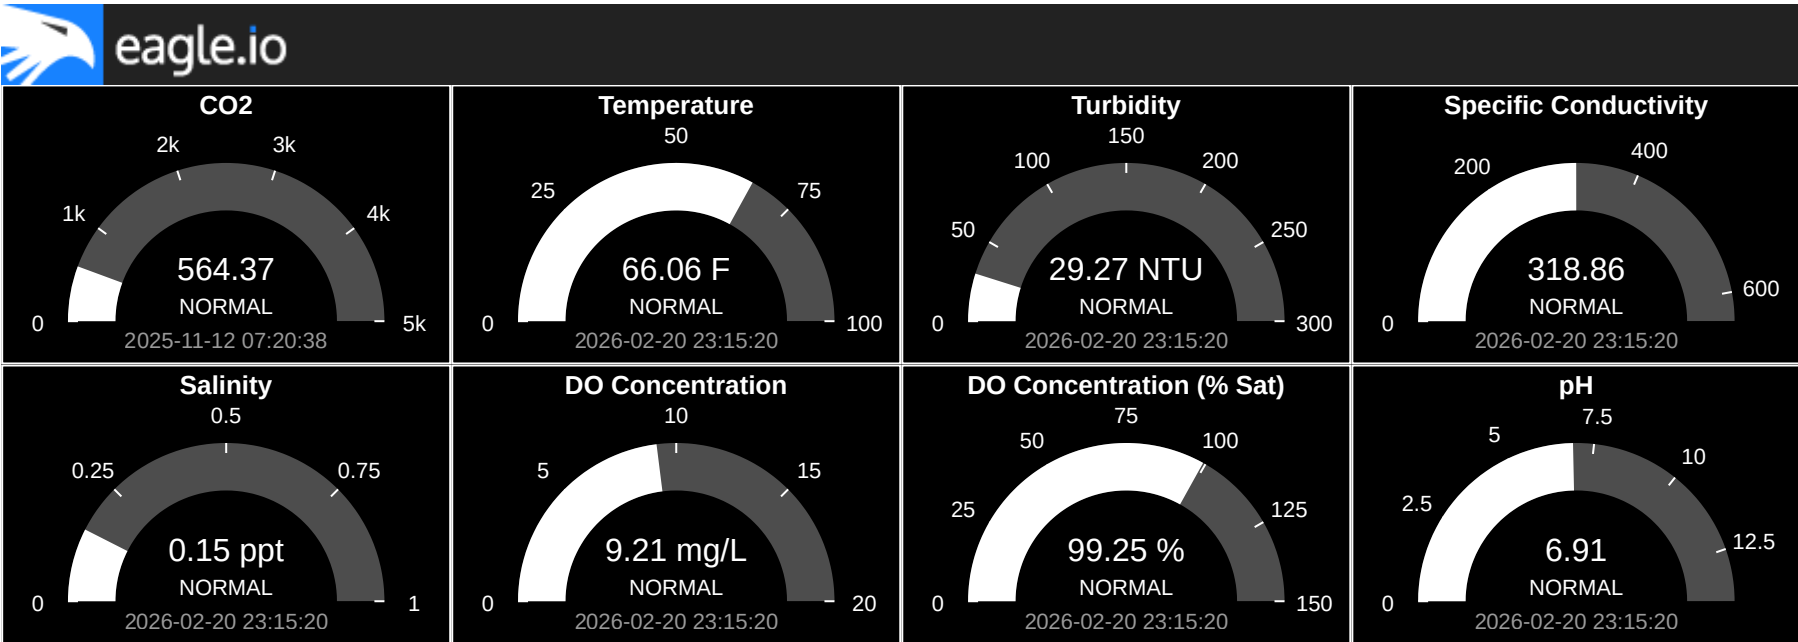 eagle.io
CO2
0
1k
2k
3k
4k
5k
564.37
NORMAL
2025-11-12 07:20:38
Temperature
0
25
50
75
100
66.06 F
NORMAL
2026-02-20 23:15:20
Turbidity
0
50
100
150
200
250
300
29.27 NTU
NORMAL
2026-02-20 23:15:20
Specific Conductivity
0
200
400
600
318.86
NORMAL
2026-02-20 23:15:20
Salinity
0
0.25
0.5
0.75
1
0.15 ppt
NORMAL
2026-02-20 23:15:20
DO Concentration
0
5
10
15
20
9.21 mg/L
NORMAL
2026-02-20 23:15:20
DO Concentration (% Sat)
0
25
50
75
100
125
150
99.25 %
NORMAL
2026-02-20 23:15:20
pH
0
2.5
5
7.5
10
12.5
6.91
NORMAL
2026-02-20 23:15:20